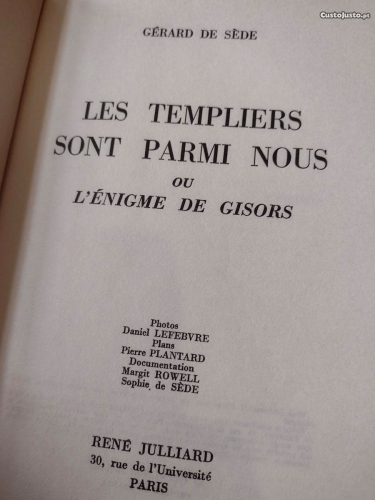 CustoJusto.pt
GÉRARD DE SÈDE
LES TEMPLIERS
SONT PARMI NOUS
OU
L'ÉNIGME DE GISORS
Photos
Daniel LEFEBVRE
Plans
Pierre PLANTARD
Documentation
Margit ROWELL
Sophie de SÈDE
RENÉ JULLIARD
30, rue de l'Université
PARIS